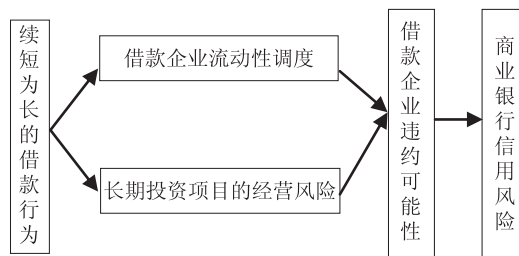 续短为长的借款行为
借款企业流动性调度
长期投资项目的经营风险
借款企业违约可能性
商业银行信用风险